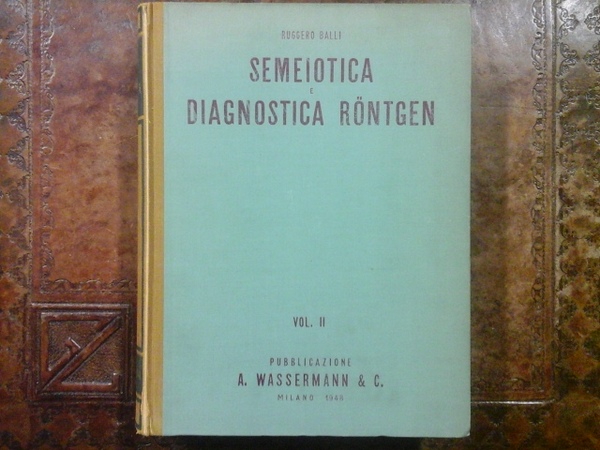 RUGGERO BALLI
SEMEIOTICA
E
DIAGNOSTICA RÖNTGEN
VOL. II
PUBBLICAZIONE
A. WASSERMANN & C.
MILANO